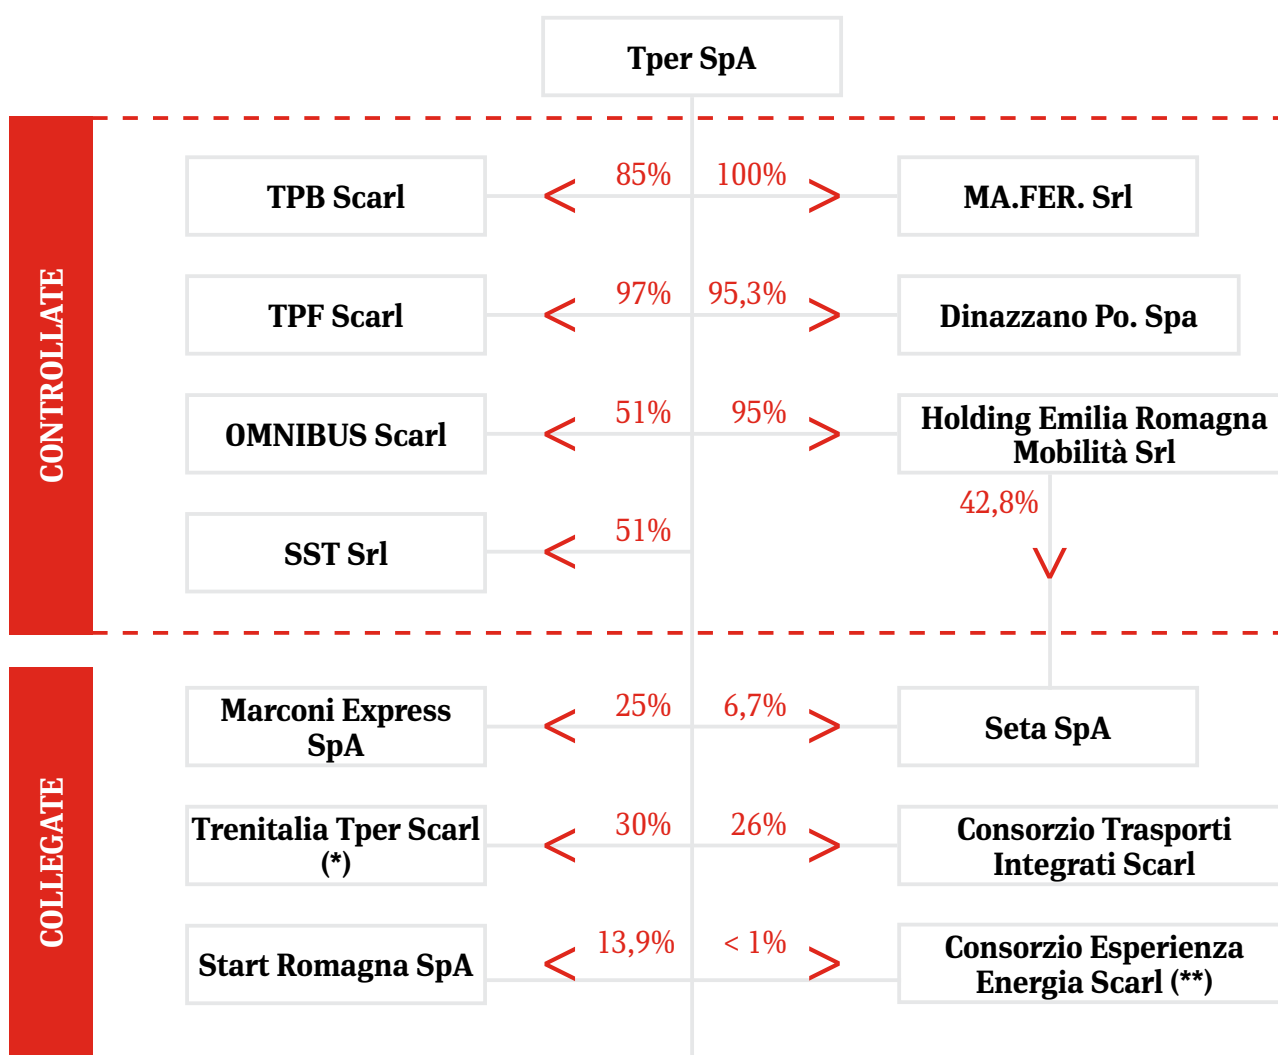 Tper SpA
CONTROLLATE
85%
100%
TPB Scarl
MA.FER. Srl
97%
95,3%
TPF Scarl
Dinazzano Po. Spa
51%
95%
OMNIBUS Scarl
Holding Emilia Romagna
Mobilità Srl
42,8%
51%
SST Srl
COLLEGATE
25%
6,7%
Marconi Express
SpA
Seta SpA
30%
26%
Trenitalia Tper Scarl
(*)
Consorzio Trasporti
Integrati Scarl
13,9%
< 1%
Start Romagna SpA
Consorzio Esperienza
Energia Scarl (**)